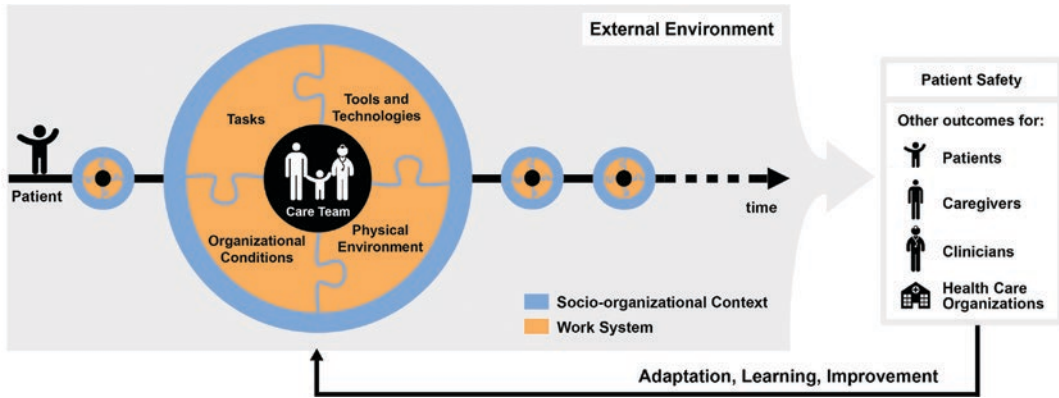 External Environment
Patient
Tasks
Tools and
Technologies
Care Team
Organizational
Conditions
Physical
Environment
time
Socio-organizational Context
Work System
Patient Safety
Other outcomes for:
Patients
Caregivers
Clinicians
Health Care
Organizations
Adaptation, Learning, Improvement